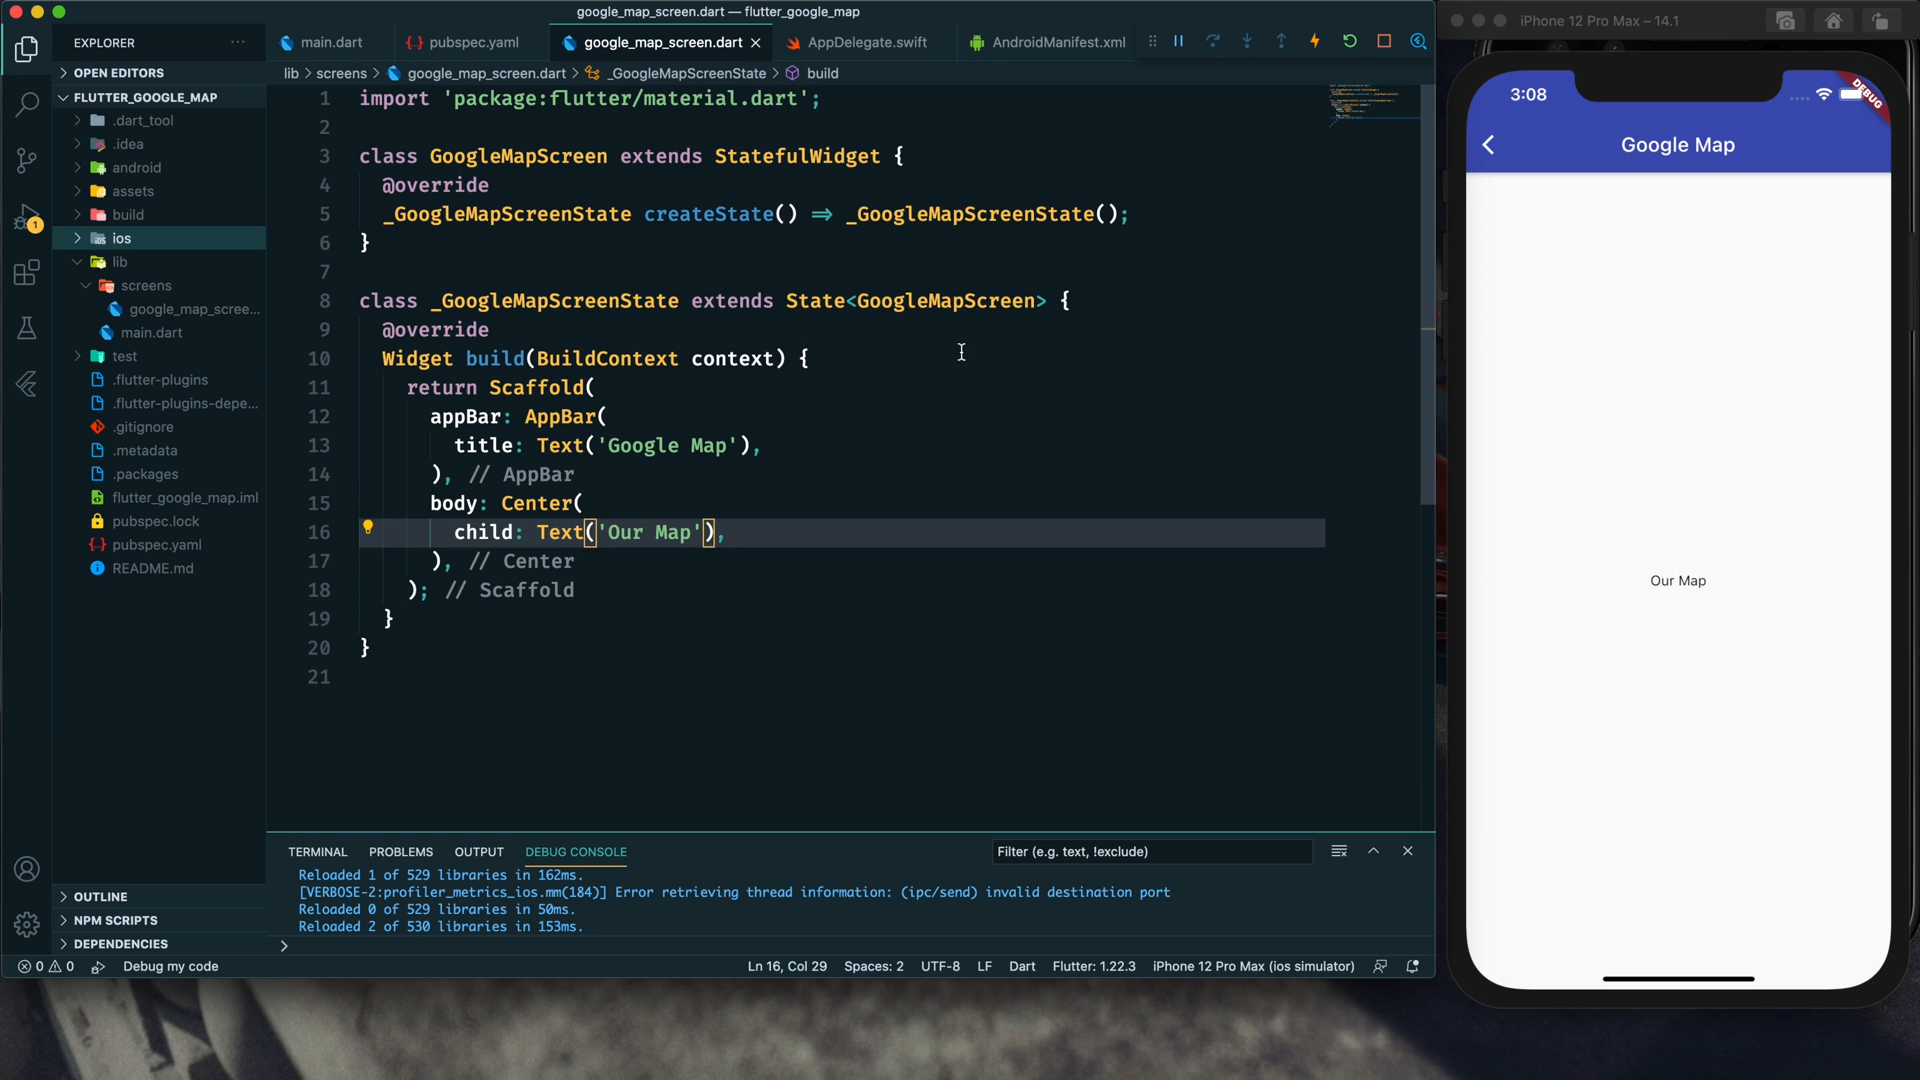 google_map_screen.dart — flutter_google_map
EXPLORER
OPEN EDITORS
FLUTTER_GOOGLE_MAP
.dart_tool
.idea
android
assets
build
ios
lib
screens
google_map_scree...
main.dart
test
.flutter-plugins
.flutter-plugins-depe...
.gitignore
.metadata
.packages
flutter_google_map.iml
pubspec.lock
pubspec.yaml
README.md
OUTLINE
NPM SCRIPTS
DEPENDENCIES
1
main.dart
pubspec.yaml
google_map_screen.dart
AppDelegate.swift
AndroidManifest.xml
lib > screens > google_map_screen.dart > _GoogleMapScreenState > build
1 import 'package:flutter/material.dart';
2
3 class GoogleMapScreen extends StatefulWidget {
4 @override
5 _GoogleMapScreenState createState() => _GoogleMapScreenState();
6 }
7
8 class _GoogleMapScreenState extends State<GoogleMapScreen> {
9 @override
10 Widget build(BuildContext context) {
11 return Scaffold(
12 appBar: AppBar(
13 title: Text('Google Map'),
14 ), // AppBar
15 body: Center(
16 child: Text('Our Map'),
17 ), // Center
18 ); // Scaffold
19 }
20 }
21
TERMINAL PROBLEMS OUTPUT DEBUG CONSOLE
Filter (e.g. text, !exclude)
Reloaded 1 of 529 libraries in 162ms.
[VERBOSE-2:profiler_metrics_ios.mm(184)] Error retrieving thread information: (ipc/send) invalid destination port
Reloaded 0 of 529 libraries in 50ms.
Reloaded 2 of 530 libraries in 153ms.
0 0 Debug my code
Ln 16, Col 29 Spaces: 2 UTF-8 LF Dart Flutter: 1.22.3 iPhone 12 Pro Max (ios simulator)
iPhone 12 Pro Max – 14.1
3:08
DEBUG
Google Map
Our Map